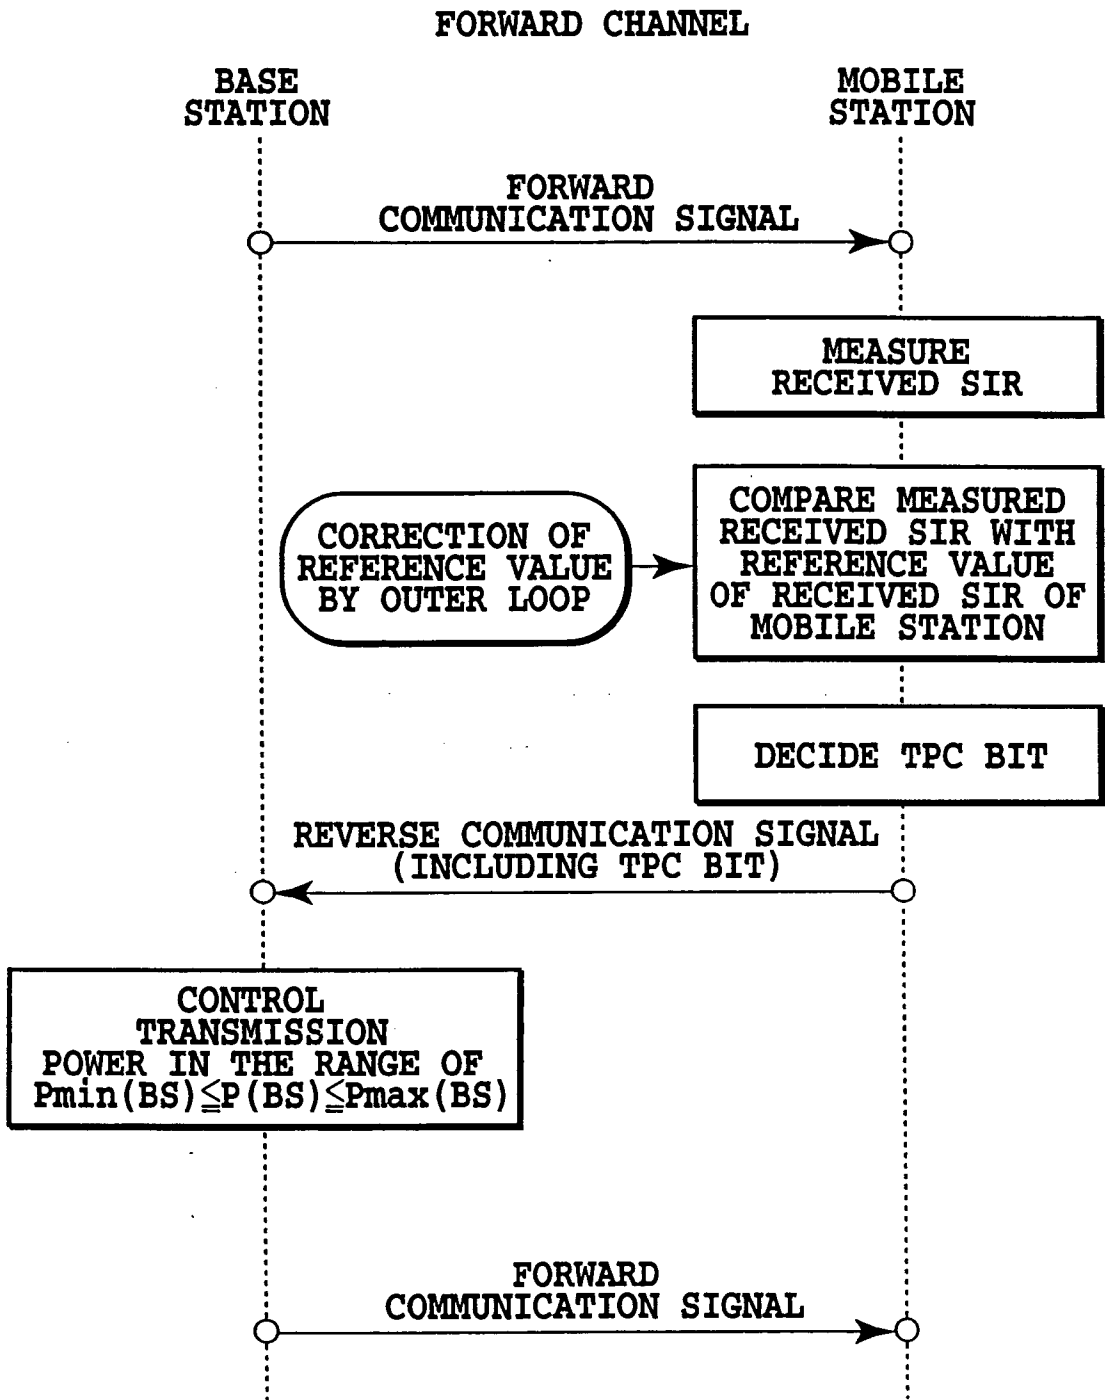 FORWARD CHANNEL
BASE
STATION
MOBILE
STATION
FORWARD
COMMUNICATION SIGNAL
MEASURE
RECEIVED SIR
CORRECTION OF
REFERENCE VALUE
BY OUTER LOOP
COMPARE MEASURED
RECEIVED SIR WITH
REFERENCE VALUE
OF RECEIVED SIR OF
MOBILE STATION
DECIDE TPC BIT
REVERSE COMMUNICATION SIGNAL
(INCLUDING TPC BIT)
CONTROL
TRANSMISSION
POWER IN THE RANGE OF
Pmin(BS)≦P(BS)≦Pmax(BS)
FORWARD
COMMUNICATION SIGNAL